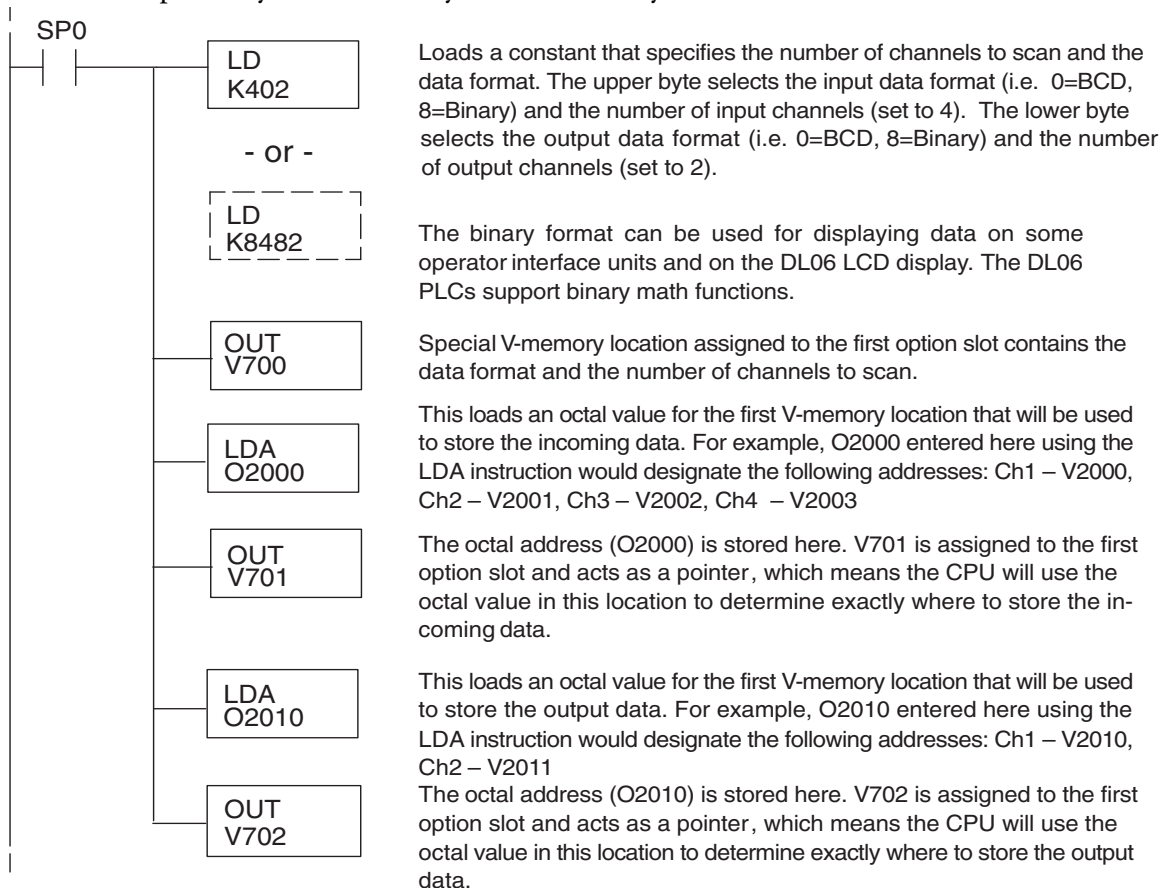 SP0
LD
K402
Loads a constant that specifies the number of channels to scan and the
data format. The upper byte selects the input data format (i.e. 0=BCD,
8=Binary) and the number of input channels (set to 4). The lower byte
selects the output data format (i.e. 0=BCD, 8=Binary) and the number
of output channels (set to 2).
- or -
LD
K8482
The binary format can be used for displaying data on some
operator interface units and on the DL06 LCD display. The DL06
PLCs support binary math functions.
OUT
V700
Special V-memory location assigned to the first option slot contains the
data format and the number of channels to scan.
LDA
O2000
This loads an octal value for the first V-memory location that will be used
to store the incoming data. For example, O2000 entered here using the
LDA instruction would designate the following addresses: Ch1 – V2000,
Ch2 – V2001, Ch3 – V2002, Ch4 – V2003
OUT
V701
The octal address (O2000) is stored here. V701 is assigned to the first
option slot and acts as a pointer, which means the CPU will use the
octal value in this location to determine exactly where to store the in-
coming data.
LDA
O2010
This loads an octal value for the first V-memory location that will be used
to store the output data. For example, O2010 entered here using the
LDA instruction would designate the following addresses: Ch1 – V2010,
Ch2 – V2011
OUT
V702
The octal address (O2010) is stored here. V702 is assigned to the first
option slot and acts as a pointer, which means the CPU will use the
octal value in this location to determine exactly where to store the output
data.